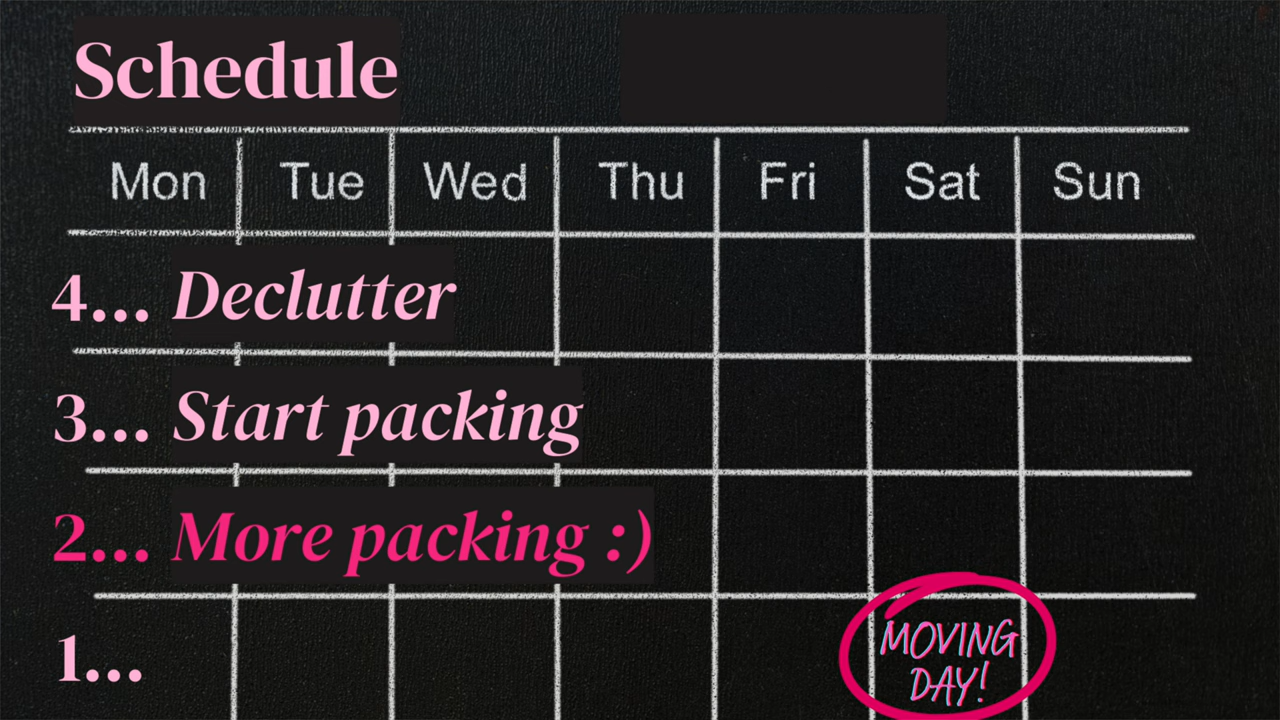 Schedule
Mon Tue Wed Thu Fri Sat Sun
4... Declutter
3... Start packing
2... More packing :)
1...
MOVING
DAY!